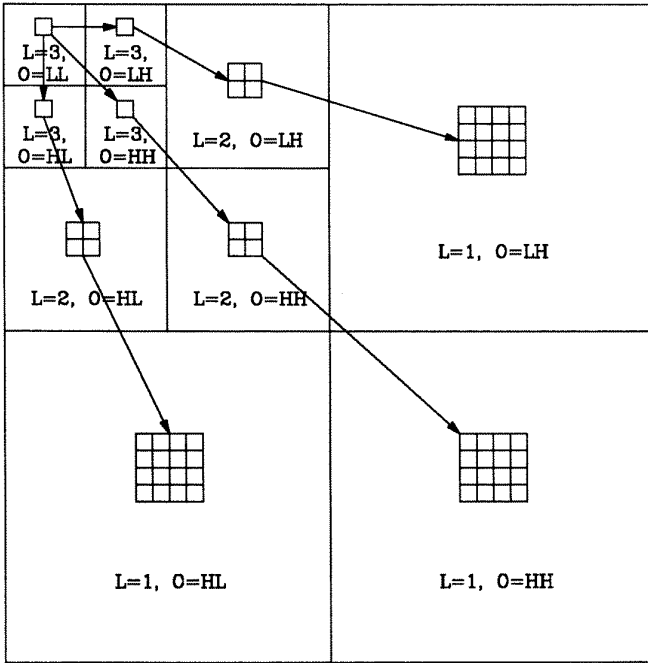 L=3,
O=LL
L=3,
O=LH
L=2, O=LH
L=3,
O=HL
L=3,
O=HH
L=1, O=LH
L=2, O=HL
L=2, O=HH
L=1, O=HL
L=1, O=HH